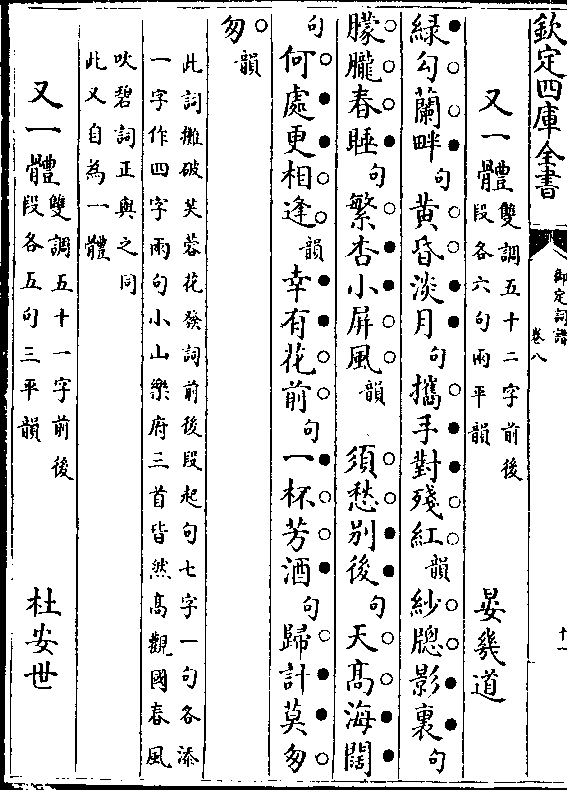 欽定四庫全書
御定詞譜
卷八
十一
又一體
雙調五十二字前後
段各六句兩平韻
晏幾道
綠勾蘭畔句黃昏淡月句攜手對殘紅韻紗牕影裏句
朦朧春睡句繁杏小屏風韻須愁别後句天高海闊
句何處更相逢韻幸有花前句一杯芳酒句歸計莫匆
匆韻
此詞攤破芙蓉花發詞前後段起句七字一句各添
一字作四字兩句小山樂府三首皆然高觀國春風
吹碧詞正與之同
此又自為一體
又一體
雙調五十一字前後
段各五句三平韻
杜安世